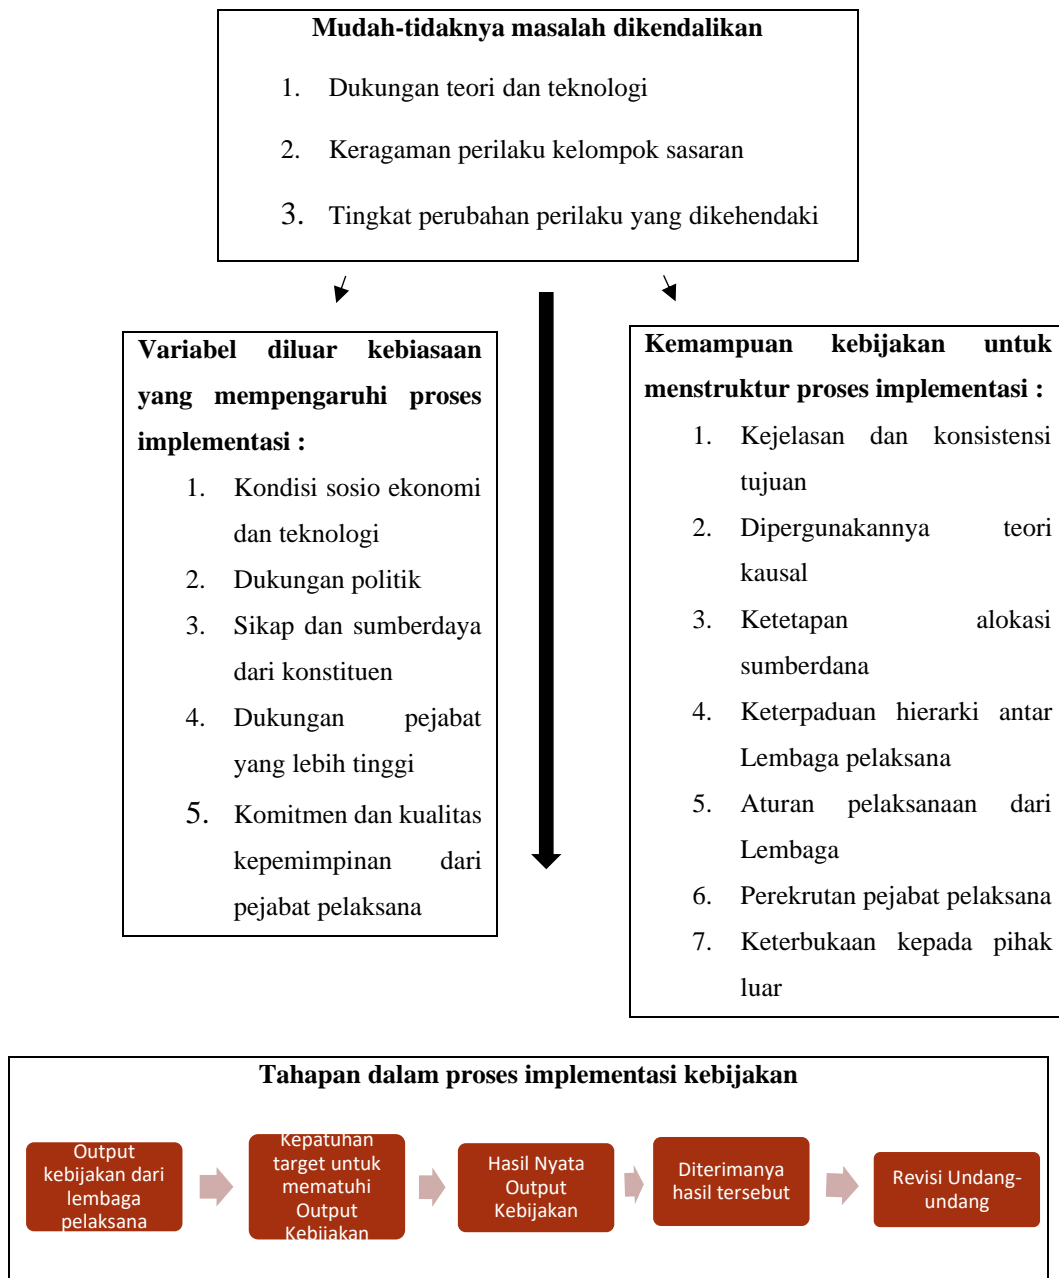 Mudah-tidaknya masalah dikendalikan
1. Dukungan teori dan teknologi
2. Keragaman perilaku kelompok sasaran
3. Tingkat perubahan perilaku yang dikehendaki
Variabel diluar kebiasaan
yang mempengaruhi proses
implementasi :
1. Kondisi sosio ekonomi
dan teknologi
2. Dukungan politik
3. Sikap dan sumberdaya
dari konstituen
4. Dukungan pejabat
yang lebih tinggi
5. Komitmen dan kualitas
kepemimpinan dari
pejabat pelaksana
Kemampuan kebijakan untuk
menstruktur proses implementasi :
1. Kejelasan dan konsistensi
tujuan
2. Dipergunakannya teori
kausal
3. Ketetapan alokasi
sumberdana
4. Keterpaduan hierarki antar
Lembaga pelaksana
5. Aturan pelaksanaan dari
Lembaga
6. Perekrutan pejabat pelaksana
7. Keterbukaan kepada pihak
luar
Tahapan dalam proses implementasi kebijakan
Output
kebijakan dari
lembaga
pelaksana
Kepatuhan
target untuk
mematuhi
Output
Kebijakan
Hasil Nyata
Output
Kebijakan
Diterimanya
hasil tersebut
Revisi Undang-
undang